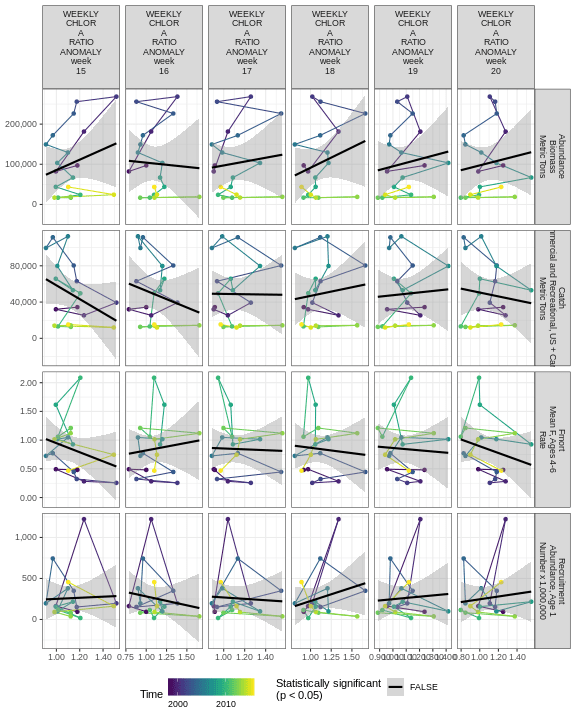 WEEKLY CHLOR A RATIO ANOMALY week 15
WEEKLY CHLOR A RATIO ANOMALY week 16
WEEKLY CHLOR A RATIO ANOMALY week 17
WEEKLY CHLOR A RATIO ANOMALY week 18
WEEKLY CHLOR A RATIO ANOMALY week 19
WEEKLY CHLOR A RATIO ANOMALY week 20
200,000
100,000
0
Abundance
Biomass
Metric Tons
80,000
40,000
0
Catch
Metric Tons
2.00
1.50
1.00
0.50
0.00
Fmort
Mean F, Ages 4-6
Rate
1,000
500
0
Recruitment
Abundance, Age 1
Number x 1,000,000
1.00 1.20 1.40
0.75 1.00 1.25 1.50
1.00 1.20 1.40
1.00 1.25 1.50
0.80 1.00 1.20 1.40
Time
2000 2010
Statistically significant
(p < 0.05)
FALSE